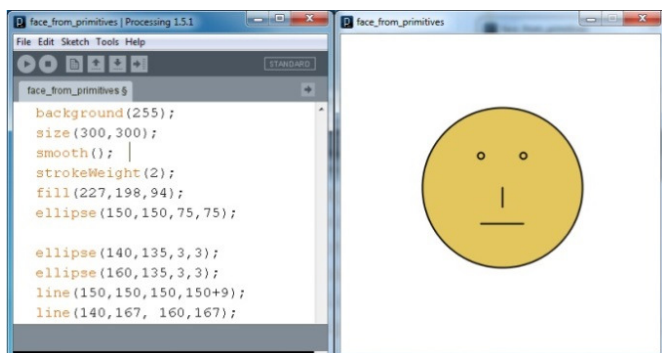 face_from_primitives | Processing 1.5.1
File Edit Sketch Tools Help
STANDARD
face_from_primitives §
background(255);
size(300,300);
smooth();
strokeWeight(2);
fill(227,198,94);
ellipse(150,150,75,75);
ellipse(140,135,3,3);
ellipse(160,135,3,3);
line(150,150,150,150+9);
line(140,167, 160,167);
face_from_primitives